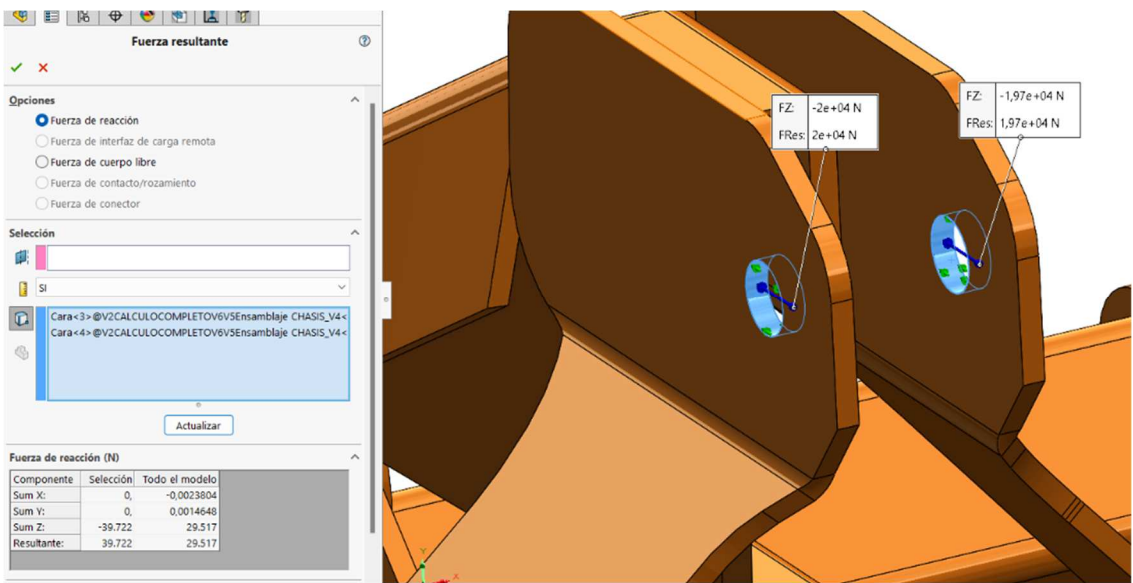 Fuerza resultante
Opciones
Fuerza de reacción
Fuerza de interfaz de carga remota
Fuerza de cuerpo libre
Fuerza de contacto/rozamiento
Fuerza de conector
Selección
SI
Cara<3>@V2CALCULOCOMPLETOV6V5Ensamblaje CHASIS_V4<
Cara<4>@V2CALCULOCOMPLETOV6V5Ensamblaje CHASIS_V4<
Actualizar
Fuerza de reacción (N)
Componente Selección Todo el modelo
Sum X: 0, -0,0023804
Sum Y: 0, 0,0014648
Sum Z: -39.722 29.517
Resultante: 39.722 29.517
FZ: -2e+04 N
FRes: 2e+04 N
FZ: -1,97e+04 N
FRes: 1,97e+04 N
Y
X